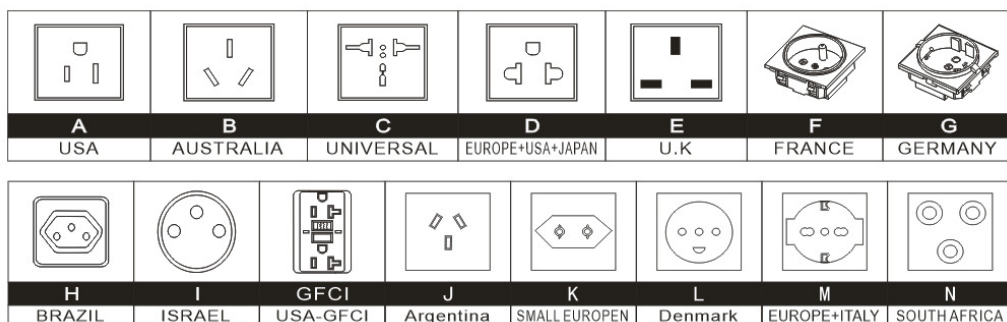 A B C D E F G
USA AUSTRALIA UNIVERSAL EUROPE+USA+JAPAN U.K FRANCE GERMANY
H I GFCI J K L M N
BRAZIL ISRAEL USA-GFCI Argentina SMALL EUROPEN Denmark EUROPE+ITALY SOUTH AFRICA